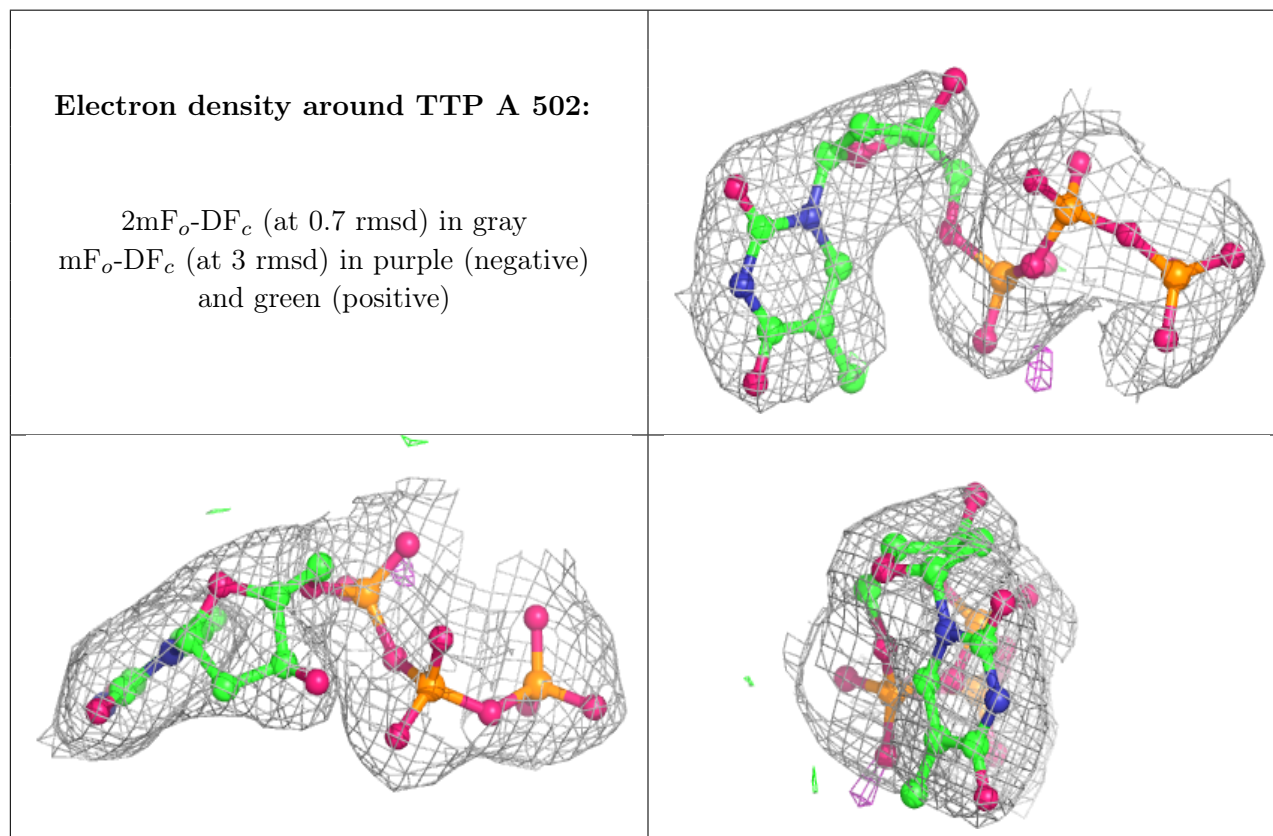 Electron density around TTP A 502:
2mFo-DFc (at 0.7 rmsd) in gray
mFo-DFc (at 3 rmsd) in purple (negative)
and green (positive)